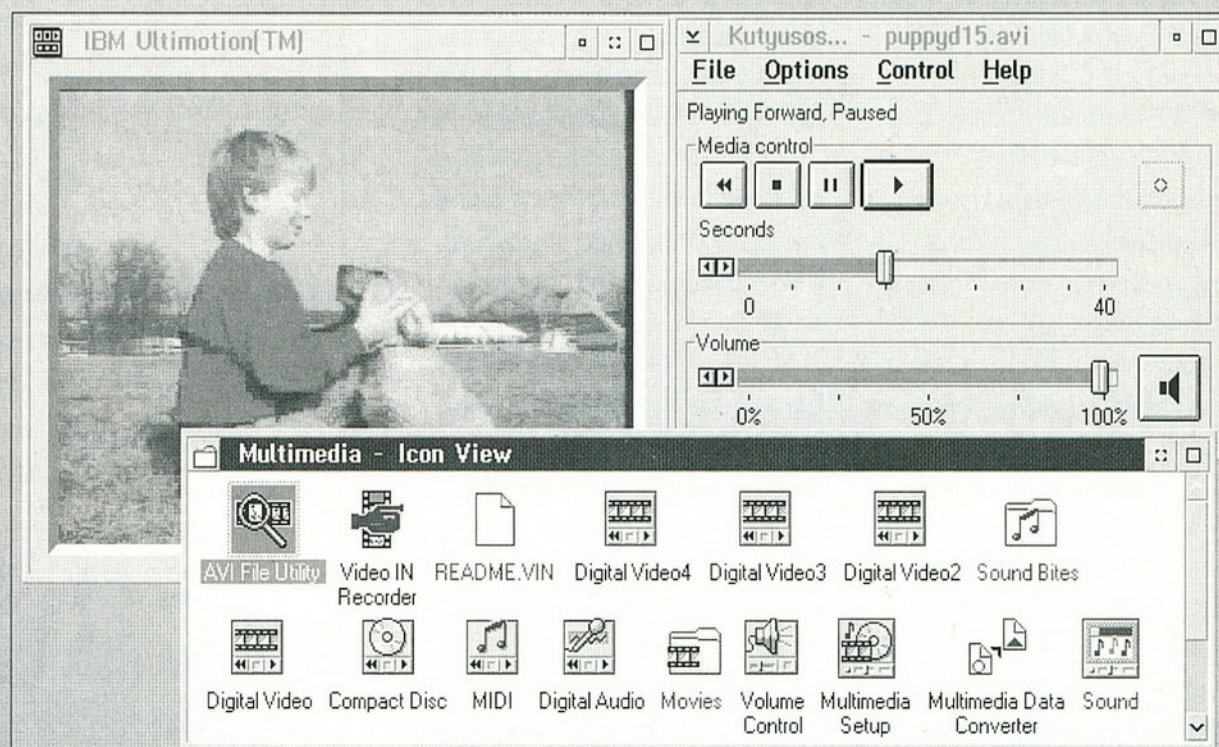 IBM Ultimotion(TM)
Kutyusos... - puppyd15.avi
File Options Control Help
Playing Forward, Paused
Media control
Seconds
0 40
Volume
0% 50% 100%
Multimedia - Icon View
AVI File Utility
Video IN
Recorder
README.VIN
Digital Video4
Digital Video3
Digital Video2
Sound Bites
Digital Video
Compact Disc
MIDI
Digital Audio
Movies
Volume
Control
Multimedia
Setup
Multimedia Data
Converter
Sound